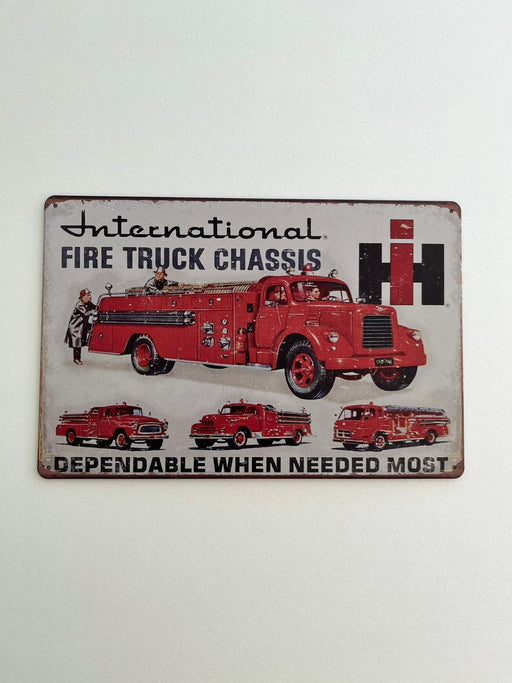 International
FIRE TRUCK CHASSIS
IH
DEPENDABLE WHEN NEEDED MOST